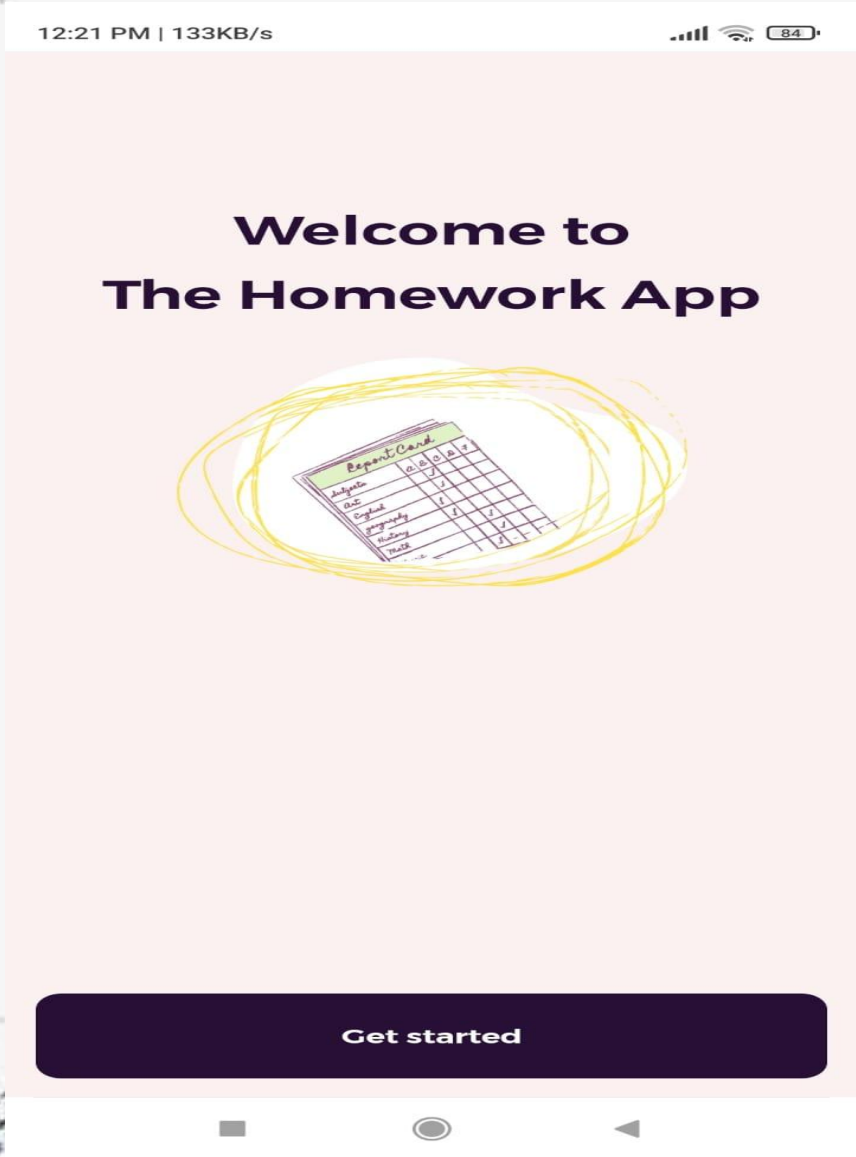 12:21 PM | 133KB/s
84
Welcome to
The Homework App
Report Card
Subjects A B C D F
Art
English
geography
History
Math
Get started